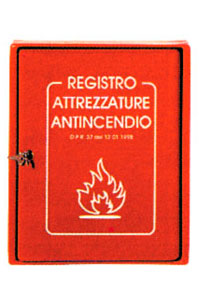 REGISTRO
ATTREZZATURE
ANTINCENDIO
D.P.R. 37 del 12.01.1998